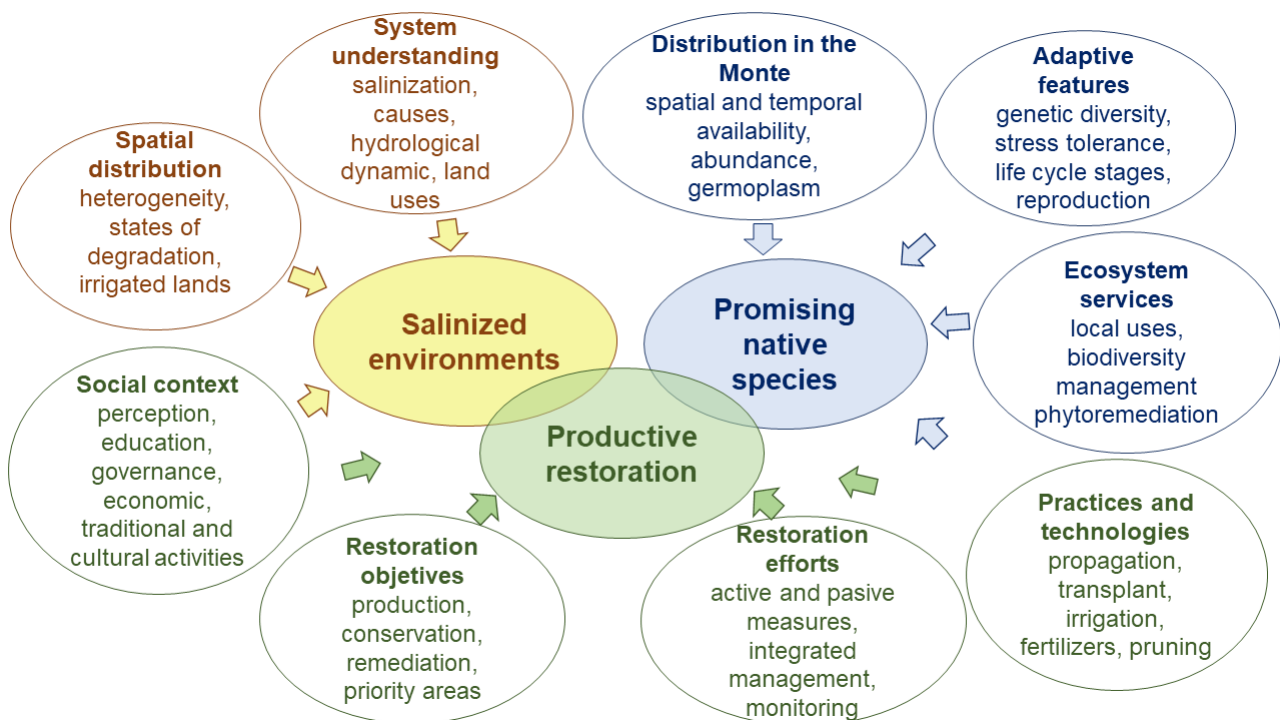 System
understanding
salinization,
causes,
hydrological
dynamic, land
uses
Distribution in the
Monte
spatial and temporal
availability,
abundance,
germoplasm
Adaptive
features
genetic diversity,
stress tolerance,
life cycle stages,
reproduction
Spatial
distribution
heterogeneity,
states of
degradation,
irrigated lands
Salinized
environments
Promising
native
species
Ecosystem
services
local uses,
biodiversity
management
phytoremediation
Social context
perception,
education,
governance,
economic,
traditional and
cultural activities
Productive
restoration
Restoration
objetives
production,
conservation,
remediation,
priority areas
Restoration
efforts
active and pasive
measures,
integrated
management,
monitoring
Practices and
technologies
propagation,
transplant,
irrigation,
fertilizers, pruning